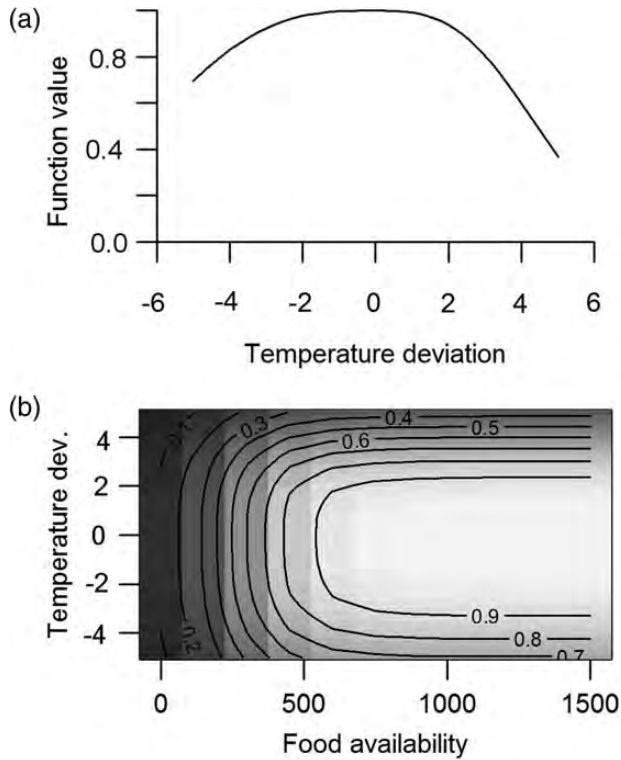 (a)
Function value
0.8
0.4
0.0
-6 -4 -2 0 2 4 6
Temperature deviation
(b)
Temperature dev.
4
2
0
-2
-4
0.1
0.3
0.4
0.5
0.6
0.9
0.8
0.2
0.7
0 500 1000 1500
Food availability